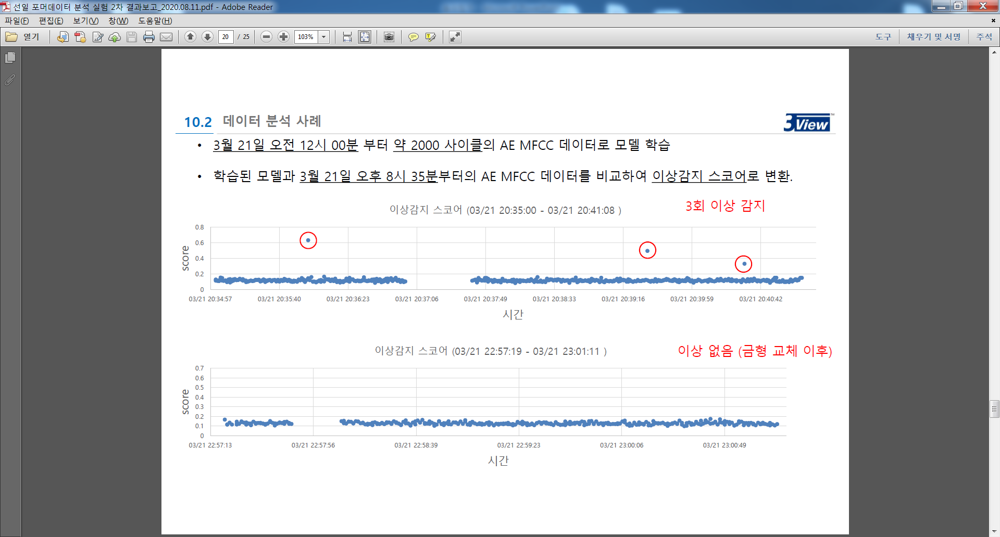 선일 포머데이터 분석 실험 2차 결과보고_2020.08.11.pdf - Adobe Reader
파일(F) 편집(E) 보기(V) 창(W) 도움말(H)
열기 20 / 25 103% 도구 채우기 및 서명 주석
10.2 데이터 분석 사례
3View™
• 3월 21일 오전 12시 00분 부터 약 2000 사이클의 AE MFCC 데이터로 모델 학습
• 학습된 모델과 3월 21일 오후 8시 35분부터의 AE MFCC 데이터를 비교하여 이상감지 스코어로 변환.
3회 이상 감지
이상감지 스코어 (03/21 20:35:00 - 03/21 20:41:08 )
score
0.8
0.6
0.4
0.2
0
03/21 20:34:57 03/21 20:35:40 03/21 20:36:23 03/21 20:37:06 03/21 20:37:49 03/21 20:38:33 03/21 20:39:16 03/21 20:39:59 03/21 20:40:42
시간
이상감지 스코어 (03/21 22:57:19 - 03/21 23:01:11 )
이상 없음 (금형 교체 이후)
score
0.7
0.6
0.5
0.4
0.3
0.2
0.1
0
03/21 22:57:13 03/21 22:57:56 03/21 22:58:39 03/21 22:59:23 03/21 23:00:06 03/21 23:00:49
시간